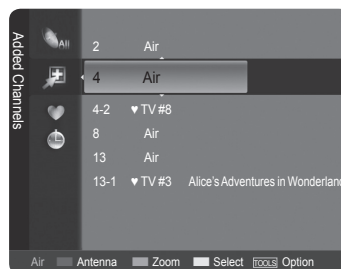 Added Channels
All
2 Air
4 Air
4-2 ♥ TV #8
8 Air
13 Air
13-1 ♥ TV #3 Alice's Adventures in Wonderland
Air Antenna Zoom Select TOOLS Option